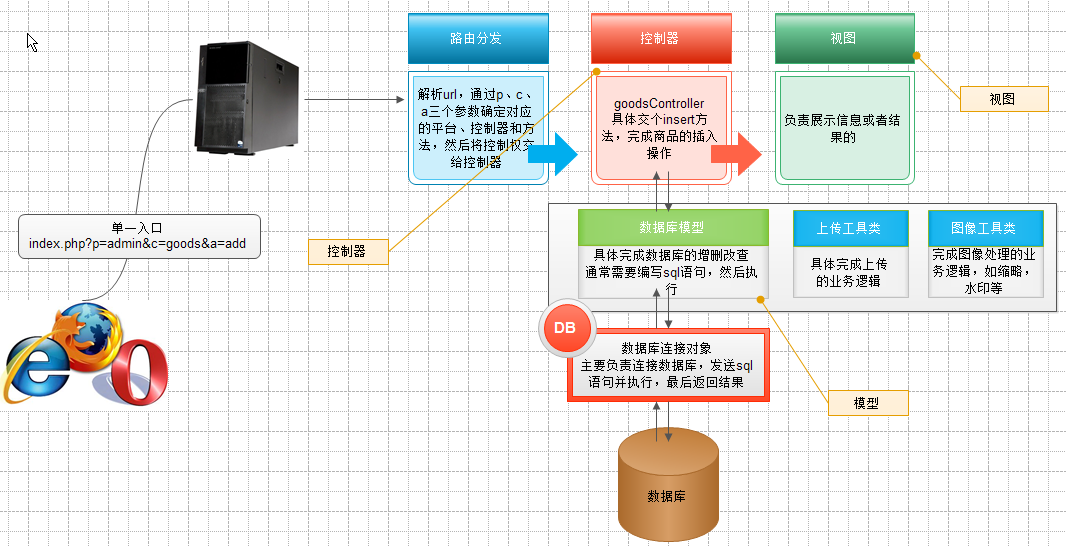 路由分发
控制器
视图
解析url，通过p、c、
a三个参数确定对应
的平台、控制器和方
法，然后将控制权交
给控制器
goodsController
具体交个insert方
法，完成商品的插入
操作
负责展示信息或者结
果的
视图
单一入口
index.php?p=admin&c=goods&a=add
控制器
数据库模型
具体完成数据库的增删改查
通常需要编写sql语句，然后执
行
上传工具类
具体完成上传
的业务逻辑
图像工具类
完成图像处理的业
务逻辑，如缩略，
水印等
DB
数据库连接对象
主要负责连接数据库，发送sql
语句并执行，最后返回结果
模型
数据库